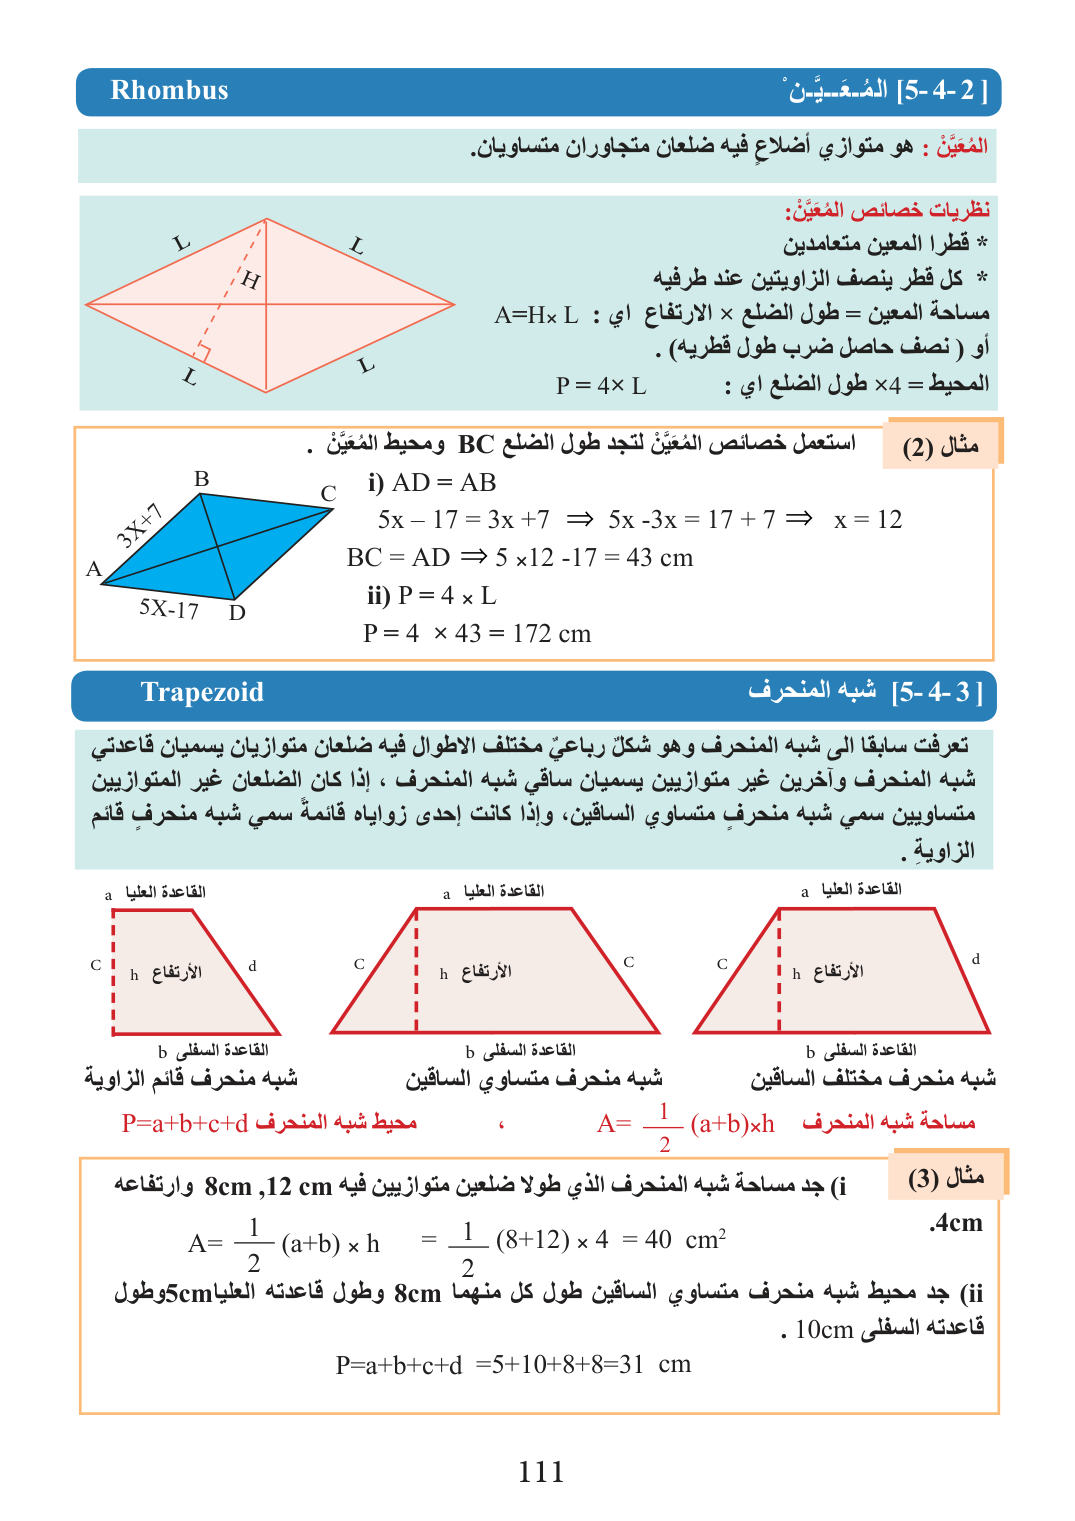 [5-4-2] المُـعَــيَّـنْ Rhombus
المُعَيَّنْ : هو متوازي أضلاعٍ فيه ضلعان متجاوران متساويان.
نظريات خصائص المُعَيَّنْ:
* قطرا المعين متعامدين
* كل قطر ينصف الزاويتين عند طرفيه
مساحة المعين = طول الضلع × الارتفاع اي : A=H× L
أو ( نصف حاصل ضرب طول قطريه) .
المحيط = 4× طول الضلع اي : P = 4× L
L
L
H
L
L
مثال (2)
استعمل خصائص المُعَيَّنْ لتجد طول الضلع BC ومحيط المُعَيَّنْ .
i) AD = AB
5x – 17 = 3x +7 ⇒ 5x -3x = 17 + 7 ⇒ x = 12
BC = AD ⇒ 5 ×12 -17 = 43 cm
ii) P = 4 × L
P = 4 × 43 = 172 cm
B
C
3X+7
A
5X-17
D
[5-4-3] شبه المنحرف Trapezoid
تعرفت سابقا الى شبه المنحرف وهو شكلٌ رباعيٌ مختلف الاطوال فيه ضلعان متوازيان يسميان قاعدتي
شبه المنحرف وآخرين غير متوازيين يسميان ساقي شبه المنحرف ، إذا كان الضلعان غير المتوازيين
متساويين سمي شبه منحرفٍ متساوي الساقين، وإذا كانت إحدى زواياه قائمةً سمي شبه منحرفٍ قائم
الزاويةِ .
القاعدة العليا a
C
الأرتفاع h
d
القاعدة السفلى b
شبه منحرف مختلف الساقين
القاعدة العليا a
C
الأرتفاع h
C
القاعدة السفلى b
شبه منحرف متساوي الساقين
القاعدة العليا a
C
الأرتفاع h
d
القاعدة السفلى b
شبه منحرف قائم الزاوية
مساحة شبه المنحرف A= 1/2 (a+b)×h ، محيط شبه المنحرف P=a+b+c+d
مثال (3)
i) جد مساحة شبه المنحرف الذي طولا ضلعين متوازيين فيه 8cm ,12 cm وارتفاعه
4cm.
A= 1/2 (a+b) × h = 1/2 (8+12) × 4 = 40 cm²
ii) جد محيط شبه منحرف متساوي الساقين طول كل منهما 8cm وطول قاعدته العليا5cmوطول
قاعدته السفلى 10cm .
P=a+b+c+d =5+10+8+8=31 cm
111